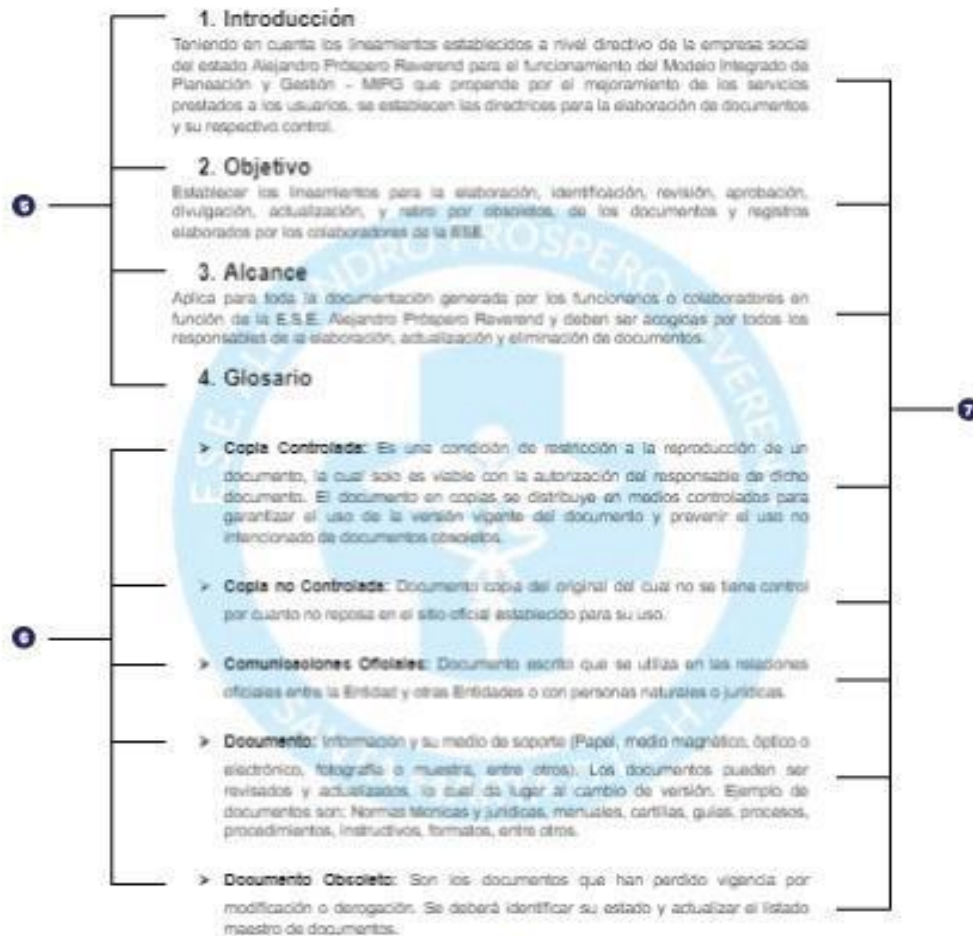 1. Introducción
Teniendo en cuenta los lineamientos establecidos a nivel directivo de la empresa social
del estado Alejandro Próspero Reverend para el funcionamiento del Modelo Integrado de
Planeación y Gestión - MIPG que propende por el mejoramiento de los servicios
prestados a los usuarios, se establecen las directrices para la elaboración de documentos
y su respectivo control.
2. Objetivo
Establecer los lineamientos para la elaboración, identificación, revisión, aprobación,
divulgación, actualización, y retiro por obsoletos, de los documentos y registros
elaborados por los colaboradores de la ESE.
3. Alcance
Aplica para toda la documentación generada por los funcionarios o colaboradores en
función de la E.S.E. Alejandro Próspero Reverend y deben ser acogidas por todos los
responsables de la elaboración, actualización y eliminación de documentos.
4. Glosario
➢ Copia Controlada: Es una condición de restricción a la reproducción de un
documento, la cual solo es viable con la autorización del responsable de dicho
documento. El documento en copias se distribuye en medios controlados para
garantizar el uso de la versión vigente del documento y prevenir el uso no
intencionado de documentos obsoletos.
➢ Copia no Controlada: Documento copia del original del cual no se tiene control
por cuanto no reposa en el sitio oficial establecido para su uso.
➢ Comunicaciones Oficiales: Documento escrito que se utiliza en las relaciones
oficiales entre la Entidad y otras Entidades o con personas naturales o jurídicas.
➢ Documento: Información y su medio de soporte (Papel, medio magnético, óptico o
electrónico, fotografía o muestra, entre otros). Los documentos pueden ser
revisados y actualizados, lo cual da lugar al cambio de versión. Ejemplo de
documentos son: Normas técnicas y jurídicas, manuales, cartillas, guías, procesos,
procedimientos, instructivos, formatos, entre otros.
➢ Documento Obsoleto: Son los documentos que han perdido vigencia por
modificación o derogación. Se deberá identificar su estado y actualizar el listado
maestro de documentos.
5
6
7
E.S.E. ALEJANDRO PROSPERO REVEREND
SANTA